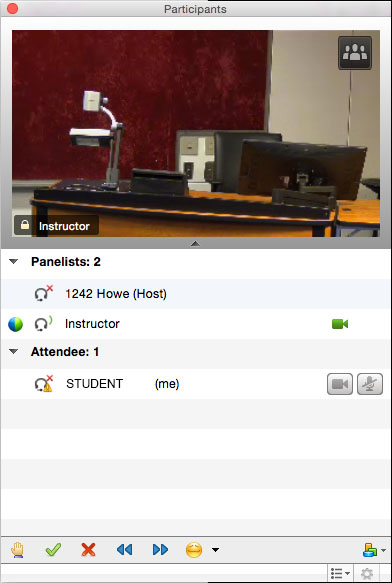 Participants
Instructor
Panelists: 2
1242 Howe (Host)
Instructor
Attendee: 1
STUDENT (me)